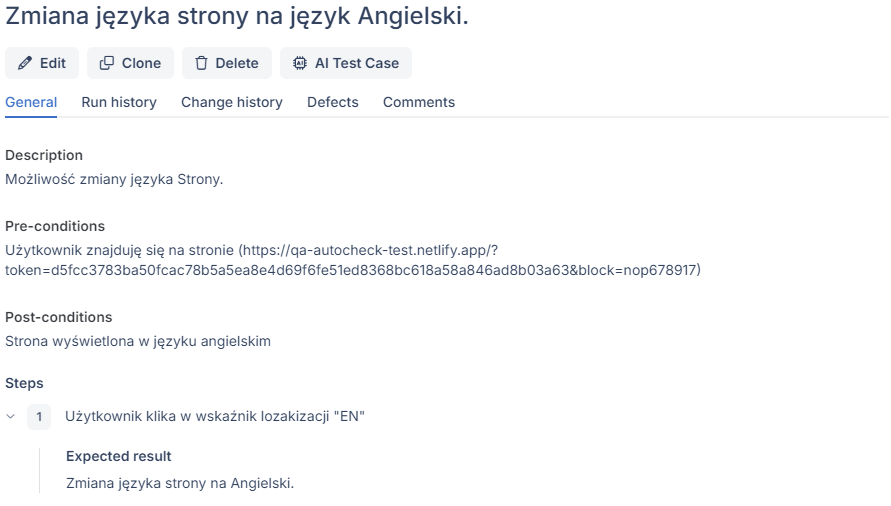 Zmiana języka strony na język Angielski.
Edit Clone Delete AI Test Case
General Run history Change history Defects Comments
Description
Możliwość zmiany języka Strony.
Pre-conditions
Użytkownik znajduję się na stronie (https://qa-autocheck-test.netlify.app/?
token=d5fcc3783ba50fcac78b5a5ea8e4d69f6fe51ed8368bc618a58a846ad8b03a63&block=nop678917)
Post-conditions
Strona wyświetlona w języku angielskim
Steps
1 Użytkownik klika w wskaźnik lozakizacji "EN"
Expected result
Zmiana języka strony na Angielski.